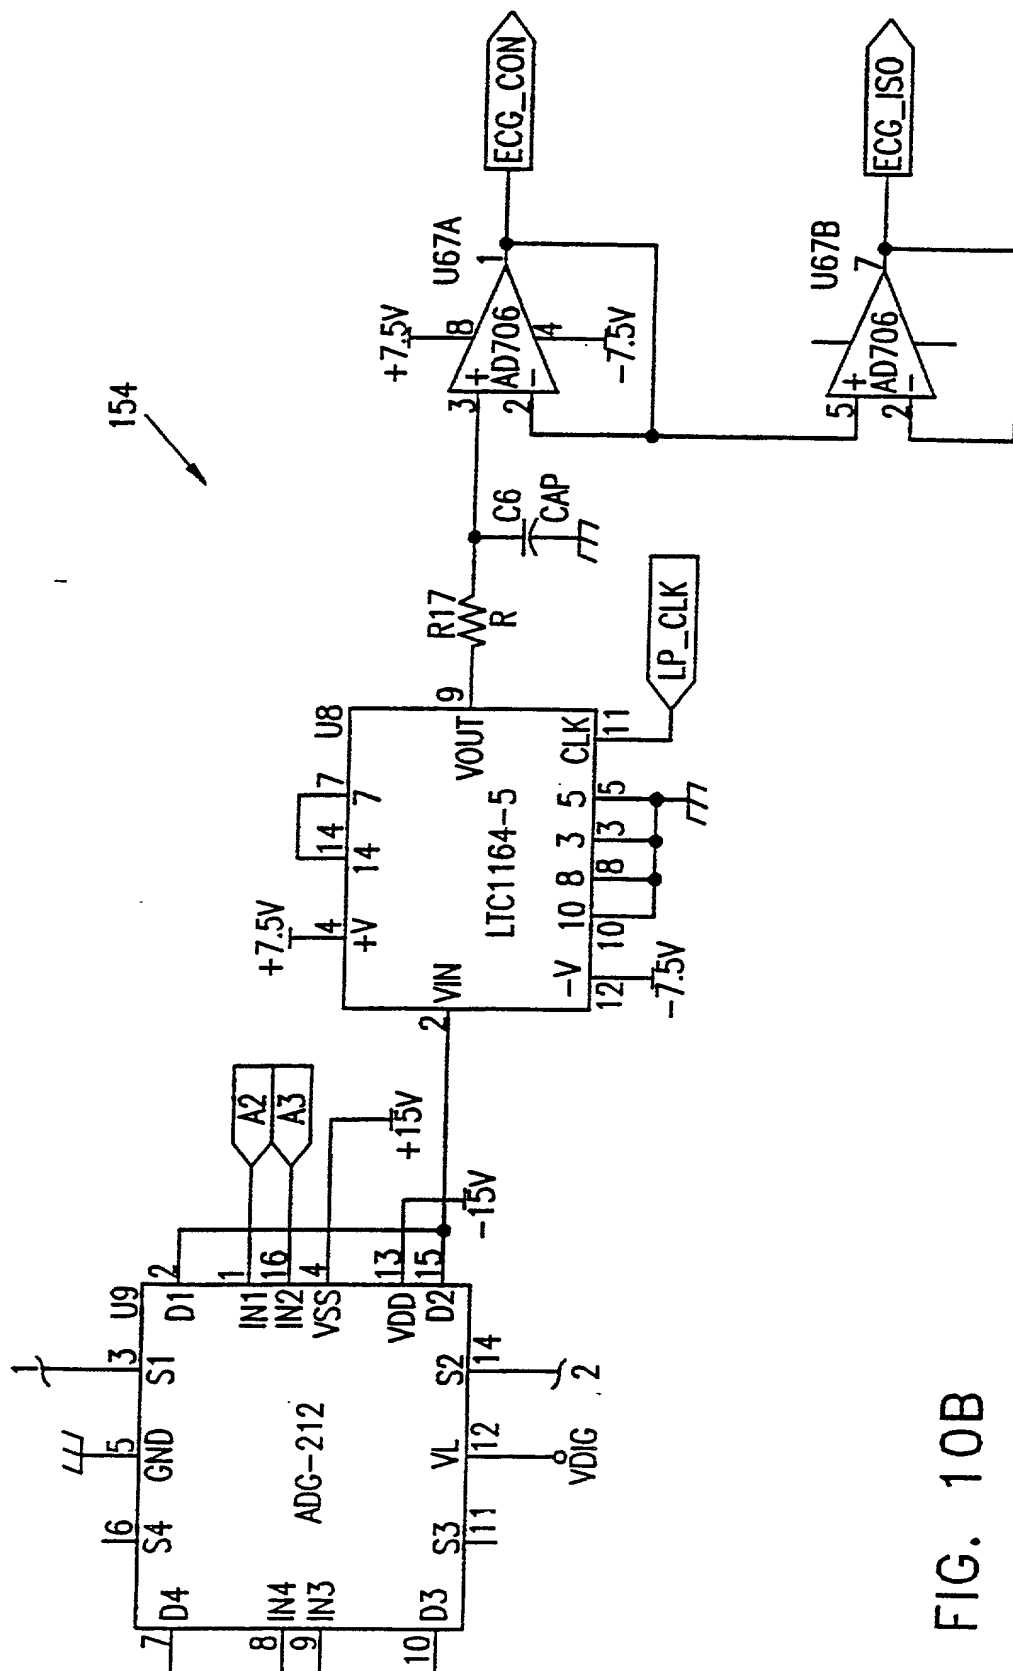 154
U9
ADG-212
D4
7
IN4
8
IN3
9
D3
10
S4
6
GND
5
S1
3
1
S3
11
VL
12
VDIG
S2
14
2
D1
2
IN1
1
A2
IN2
16
A3
VSS
4
+15V
VDD
13
-15V
D2
15
U8
LTC1164-5
VIN
2
+V
4
+7.5V
14
14
7
7
VOUT
9
-V
12
-7.5V
10
10
8
8
3
3
5
5
CLK
11
LP_CLK
R17
R
C6
CAP
U67A
AD706
3
+
2
-
8
+7.5V
4
-7.5V
1
ECG_CON
U67B
AD706
5
+
2
-
7
ECG_ISO
FIG. 10B